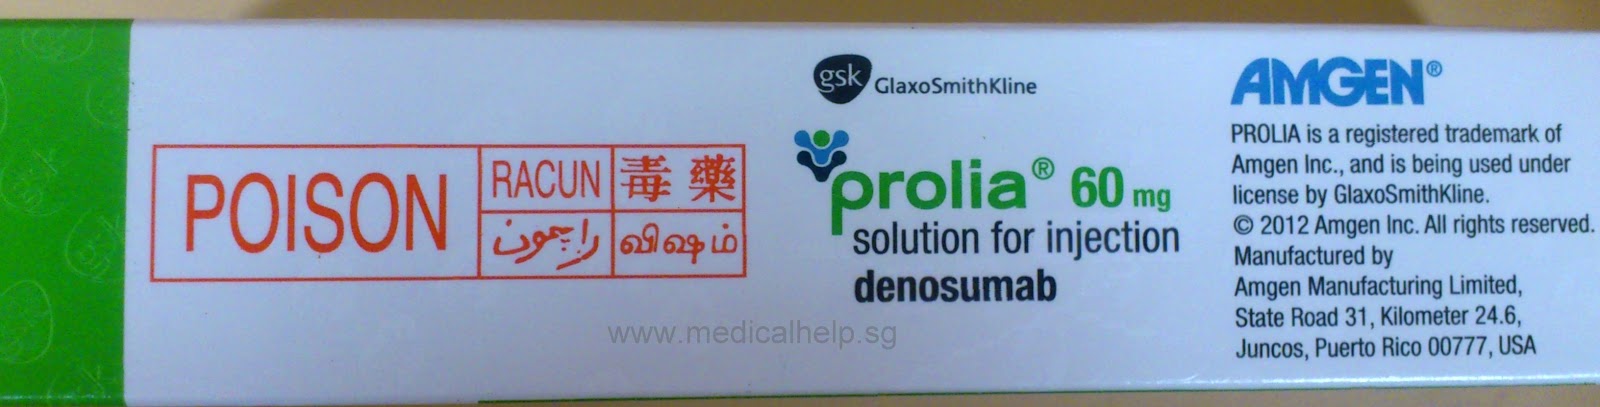 POISON
RACUN
毒藥
راچون
விஷம்
gsk GlaxoSmithKline
prolia® 60 mg
solution for injection
denosumab
AMGEN®
PROLIA is a registered trademark of
Amgen Inc., and is being used under
license by GlaxoSmithKline.
© 2012 Amgen Inc. All rights reserved.
Manufactured by
Amgen Manufacturing Limited,
State Road 31, Kilometer 24.6,
Juncos, Puerto Rico 00777, USA
www.medicalhelp.sg